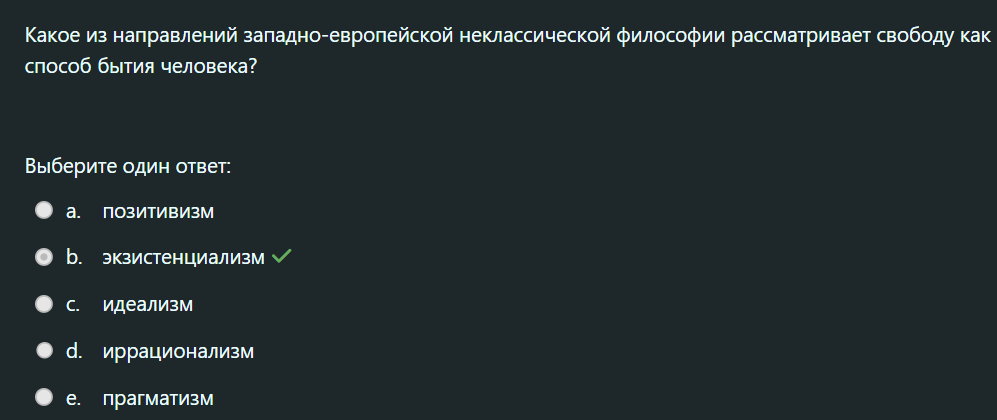 Какое из направлений западно-европейской неклассической философии рассматривает свободу как
способ бытия человека?
Выберите один ответ:
a. позитивизм
b. экзистенциализм
c. идеализм
d. иррационализм
e. прагматизм